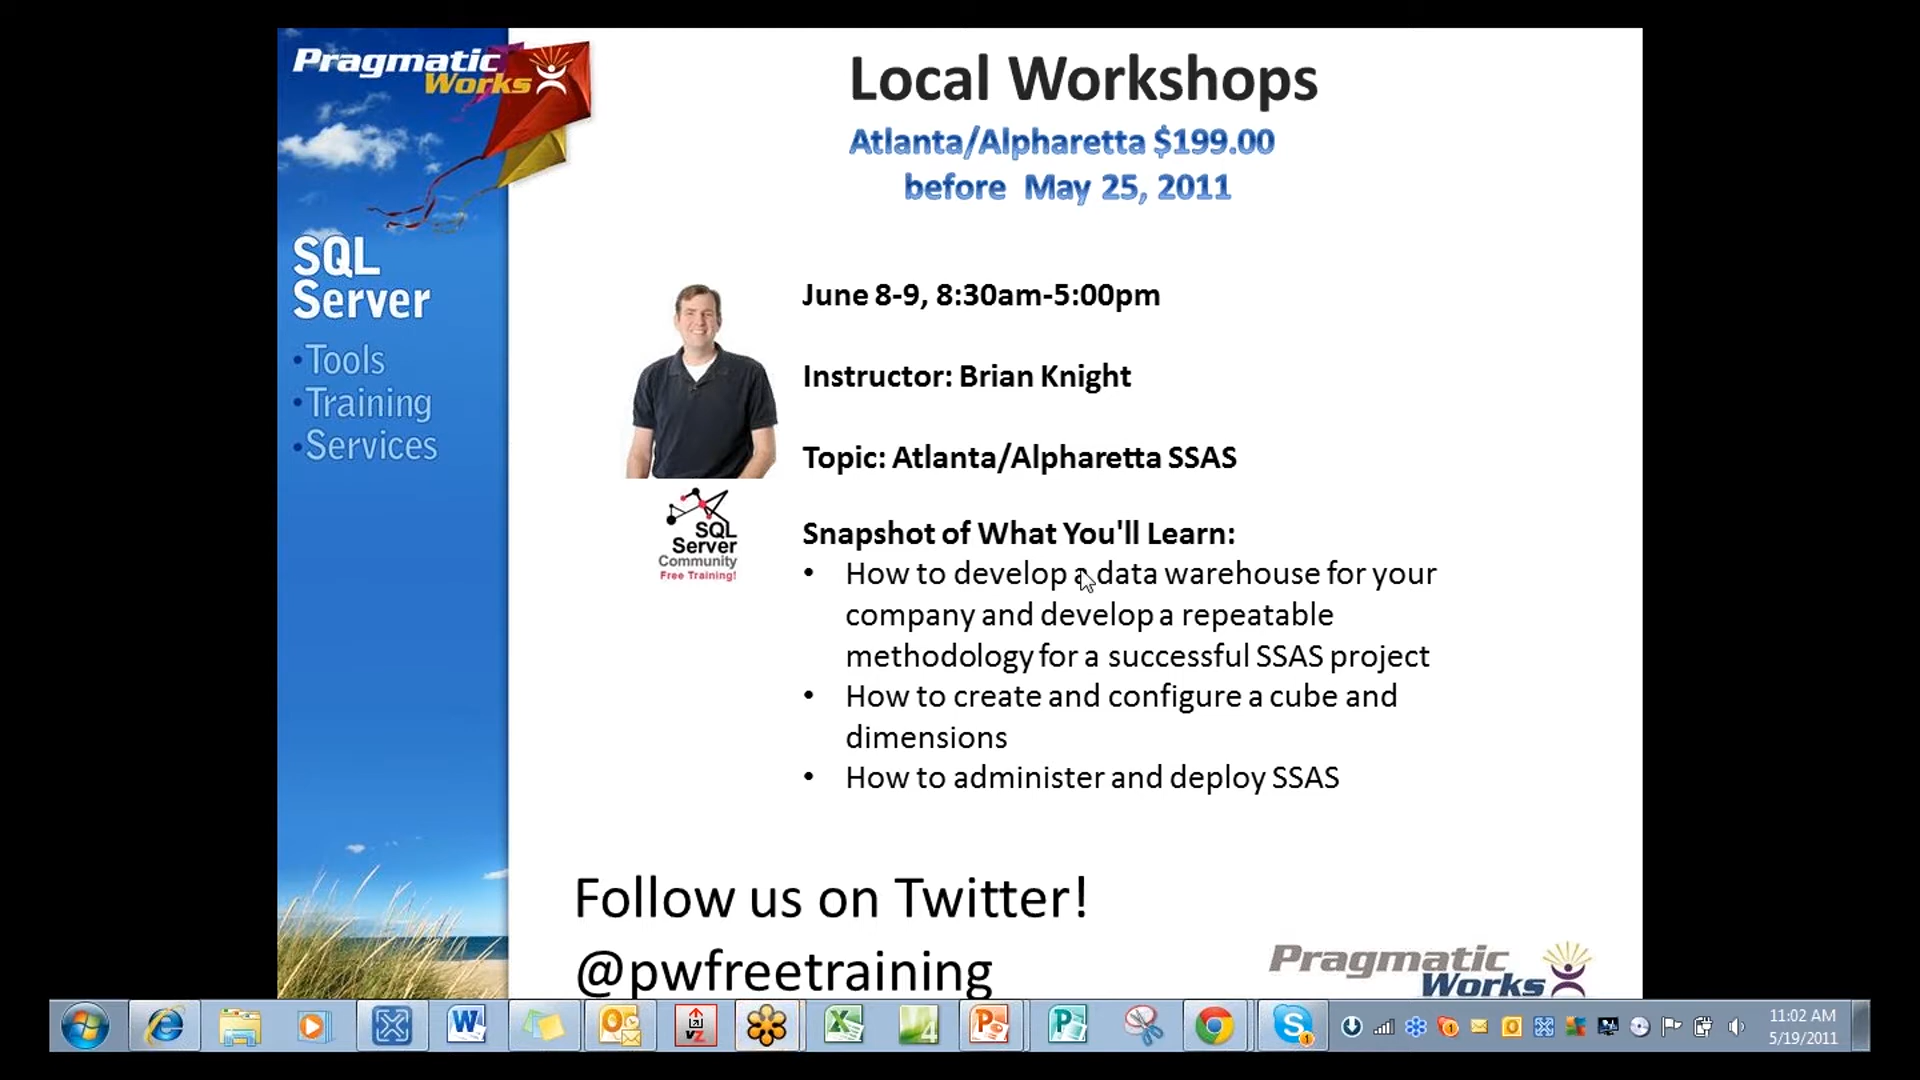 Pragmatic
Works
SQL
Server
•Tools
•Training
•Services
Local Workshops
Atlanta/Alpharetta $199.00
before May 25, 2011
June 8-9, 8:30am-5:00pm
Instructor: Brian Knight
Topic: Atlanta/Alpharetta SSAS
SQL
Server
Community
Free Training!
Snapshot of What You'll Learn:
• How to develop a data warehouse for your
company and develop a repeatable
methodology for a successful SSAS project
• How to create and configure a cube and
dimensions
• How to administer and deploy SSAS
Follow us on Twitter!
@pwfreetraining
Pragmatic
Works
11:02 AM
5/19/2011